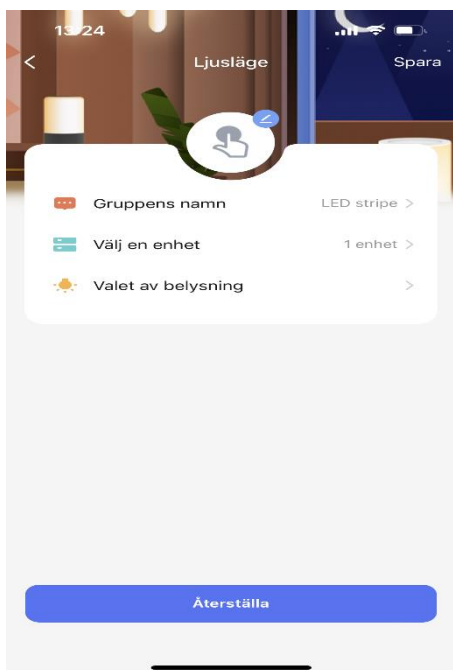 13:24
Ljusläge
Spara
Gruppens namn
LED stripe >
Välj en enhet
1 enhet >
Valet av belysning
>
Återställa